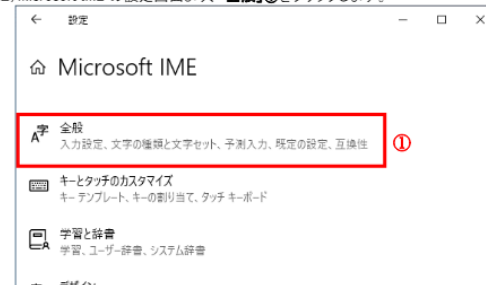 2) Microsoft IME の設定画面より、「全般」①をクリックします。
← 設定
Microsoft IME
全般
入力設定、文字の種類と文字セット、予測入力、既定の設定、互換性
①
キーとタッチのカスタマイズ
キー テンプレート、キーの割り当て、タッチ キーボード
学習と辞書
学習、ユーザー辞書、システム辞書
デザイン